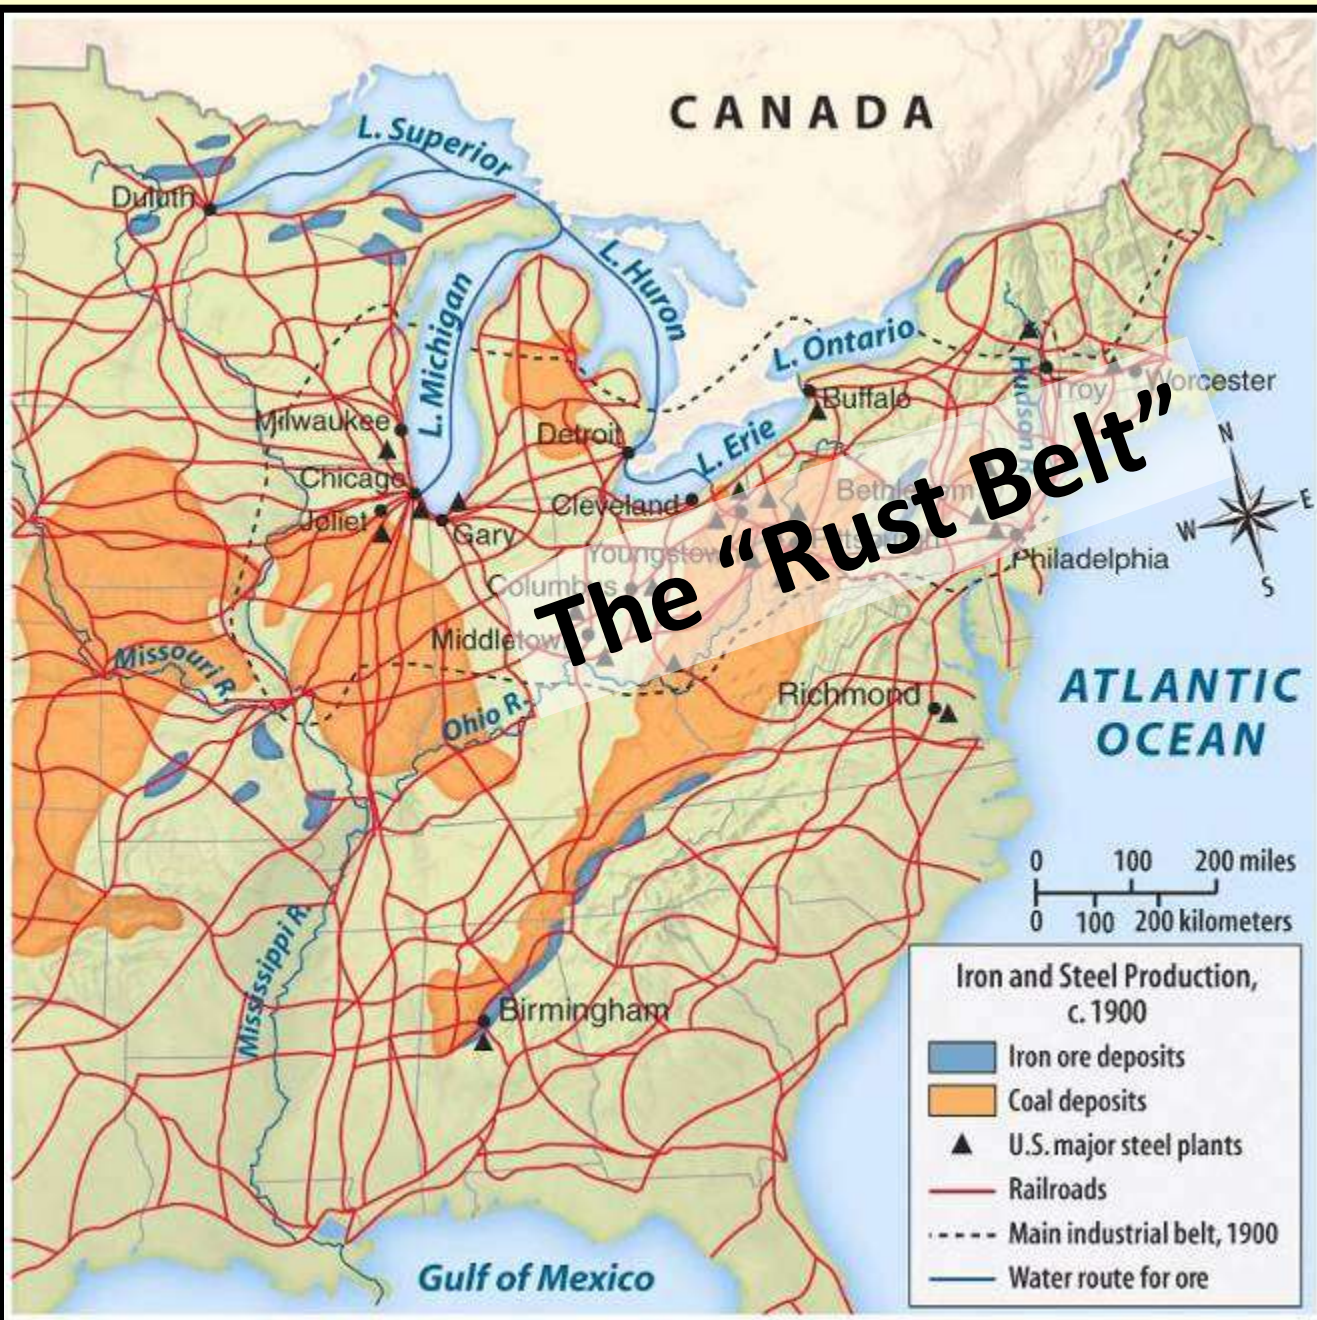 CANADA
L. Superior
Duluth
L. Huron
L. Michigan
L. Ontario
Buffalo
Troy
Worcester
Hudson R.
Milwaukee
Detroit
L. Erie
Chicago
Cleveland
Bethlehem
Joliet
Gary
Youngstown
Pittsburgh
Philadelphia
Columbus
Middletown
The “Rust Belt”
N
E
W
S
Missouri R.
Ohio R.
Richmond
ATLANTIC
OCEAN
Mississippi R.
Birmingham
Gulf of Mexico
0 100 200 miles
0 100 200 kilometers
Iron and Steel Production,
c. 1900
Iron ore deposits
Coal deposits
U.S. major steel plants
Railroads
Main industrial belt, 1900
Water route for ore